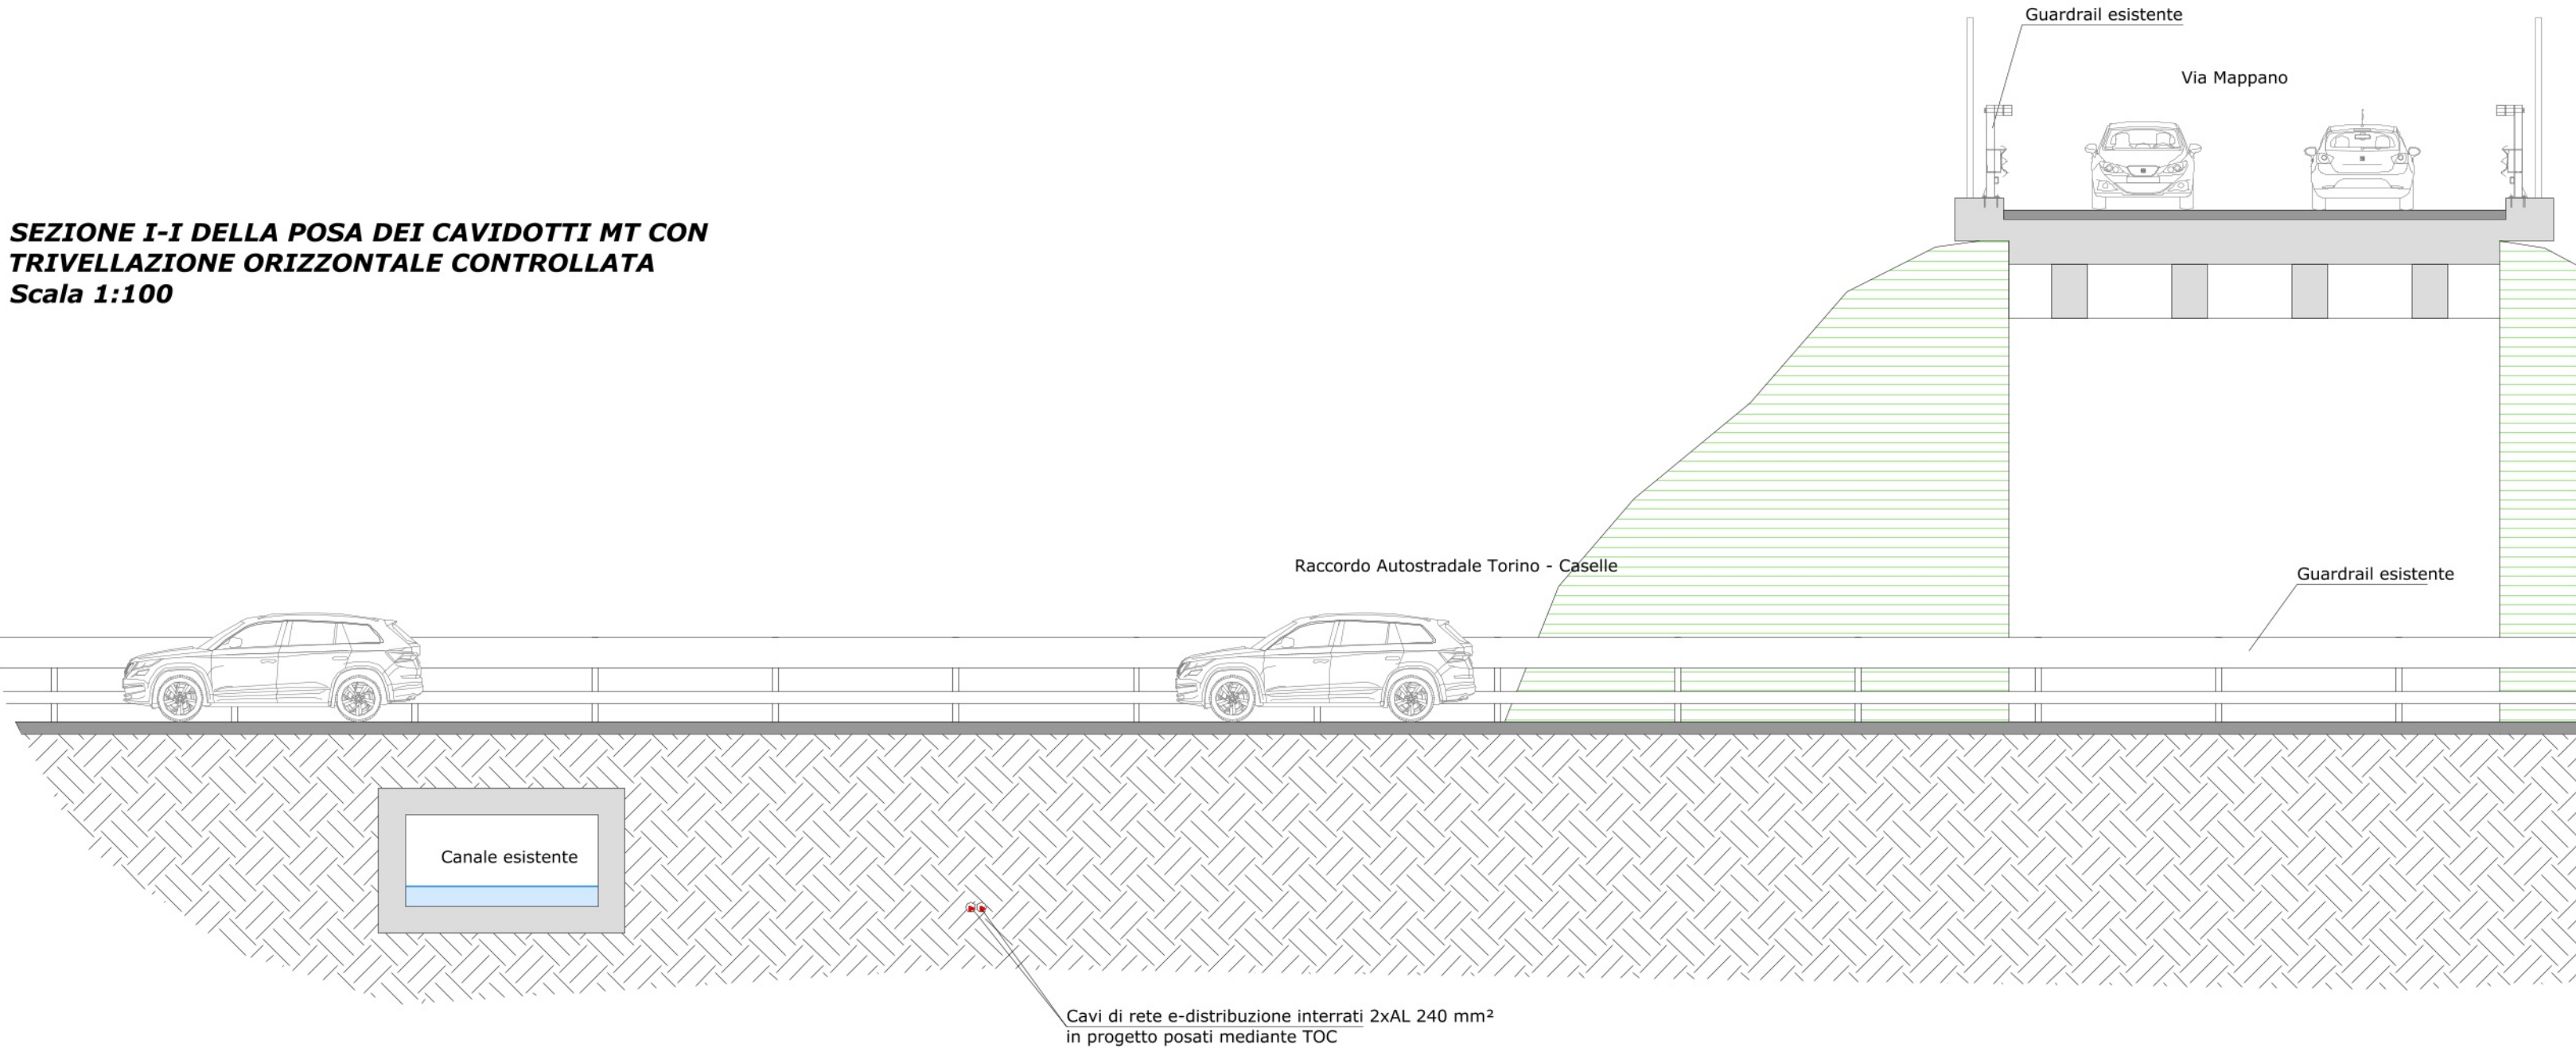 Guardrail esistente
Via Mappano
SEZIONE I-I DELLA POSA DEI CAVIDOTTI MT CON
TRIVELLAZIONE ORIZZONTALE CONTROLLATA
Scala 1:100
Raccordo Autostradale Torino - Caselle
Guardrail esistente
Canale esistente
Cavi di rete e-distribuzione interrati 2xAL 240 mm²
in progetto posati mediante TOC